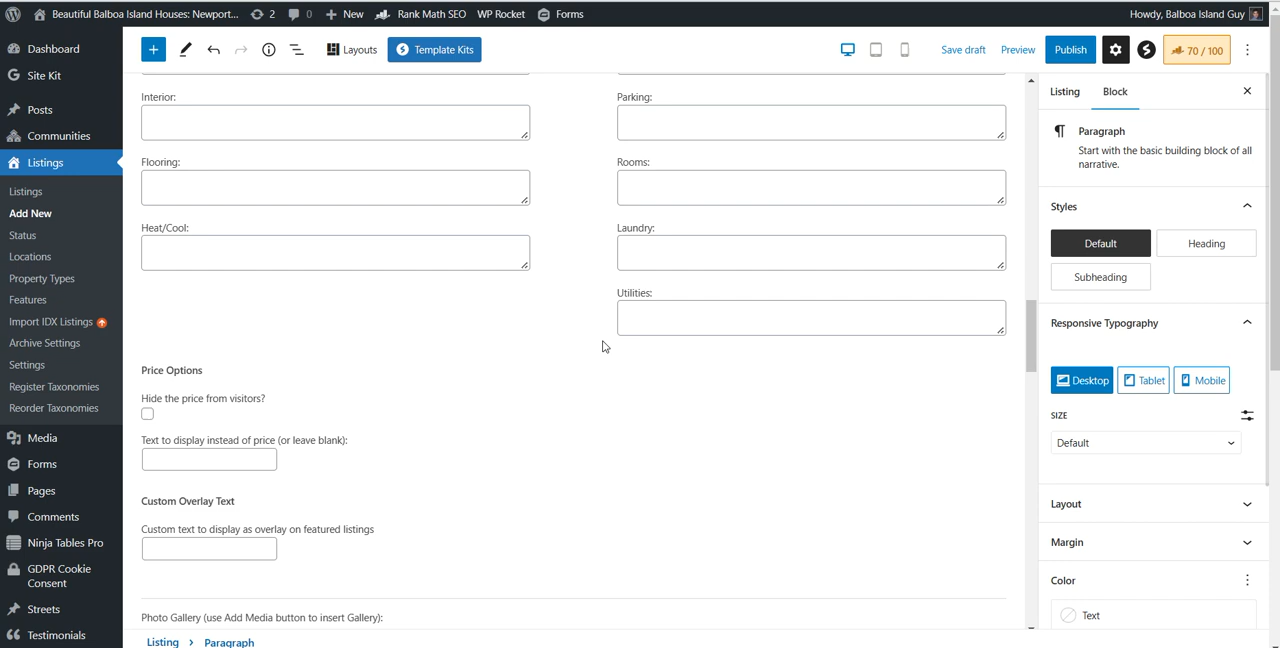 Beautiful Balboa Island Houses: Newport... 2 0 New Rank Math SEO WP Rocket Forms Howdy, Balboa Island Guy
Dashboard
Site Kit
Posts
Communities
Listings
Listings
Add New
Status
Locations
Property Types
Features
Import IDX Listings
Archive Settings
Settings
Register Taxonomies
Reorder Taxonomies
Media
Forms
Pages
Comments
Ninja Tables Pro
GDPR Cookie
Consent
Streets
Testimonials
Layouts Template Kits Save draft Preview Publish 70 / 100
Interior: Parking:
Flooring: Rooms:
Heat/Cool: Laundry:
Utilities:
Price Options
Hide the price from visitors?
Text to display instead of price (or leave blank):
Custom Overlay Text
Custom text to display as overlay on featured listings
Photo Gallery (use Add Media button to insert Gallery):
Listing › Paragraph
Listing Block
Paragraph
Start with the basic building block of all
narrative.
Styles
Default Heading
Subheading
Responsive Typography
Desktop Tablet Mobile
SIZE
Default
Layout
Margin
Color
Text